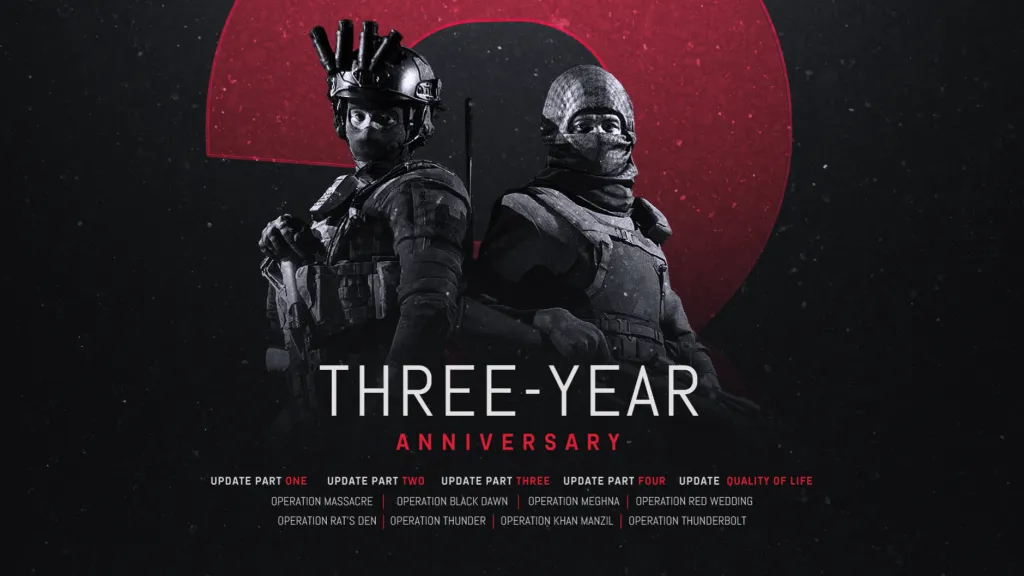 THREE-YEAR
ANNIVERSARY
UPDATE PART ONE UPDATE PART TWO UPDATE PART THREE UPDATE PART FOUR UPDATE QUALITY OF LIFE
OPERATION MASSACRE | OPERATION BLACK DAWN | OPERATION MEGHNA | OPERATION RED WEDDING
OPERATION RAT'S DEN | OPERATION THUNDER | OPERATION KHAN MANZIL | OPERATION THUNDERBOLT